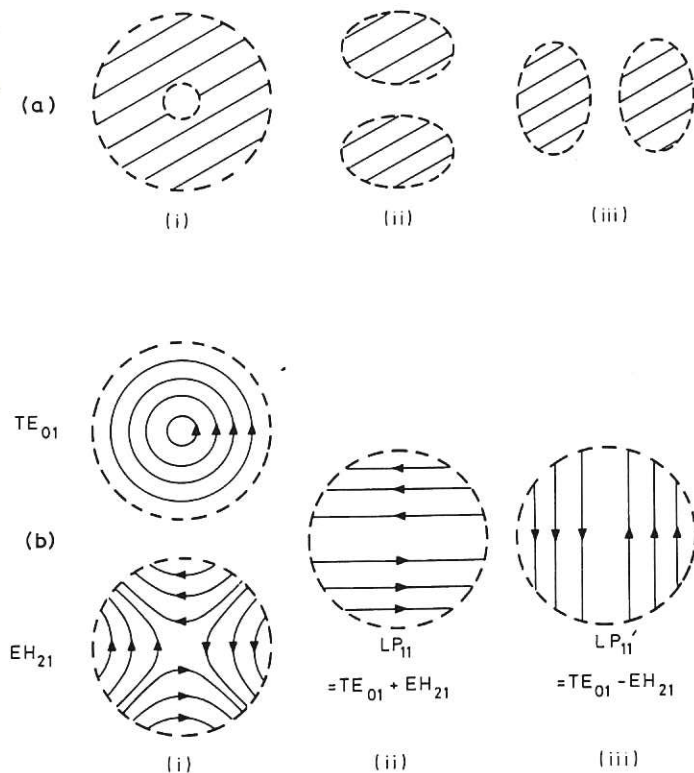 (a)
(i)
(ii)
(iii)
TE01
(b)
EH21
(i)
LP11
=TE01 + EH21
(ii)
LP11
=TE01 - EH21
(iii)